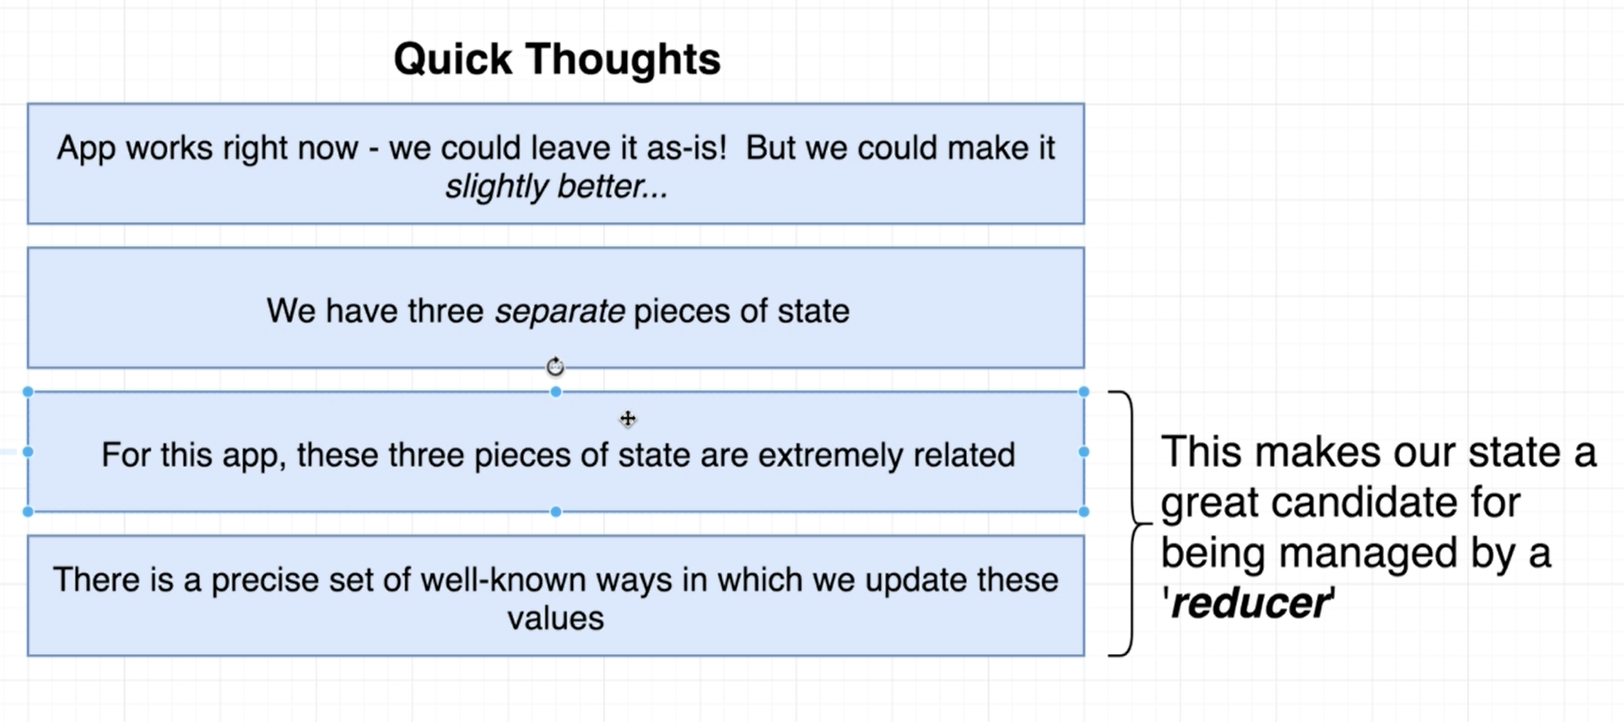 Quick Thoughts
App works right now - we could leave it as-is!  But we could make it
slightly better...
We have three separate pieces of state
For this app, these three pieces of state are extremely related
There is a precise set of well-known ways in which we update these
values
This makes our state a
great candidate for
being managed by a
'reducer'